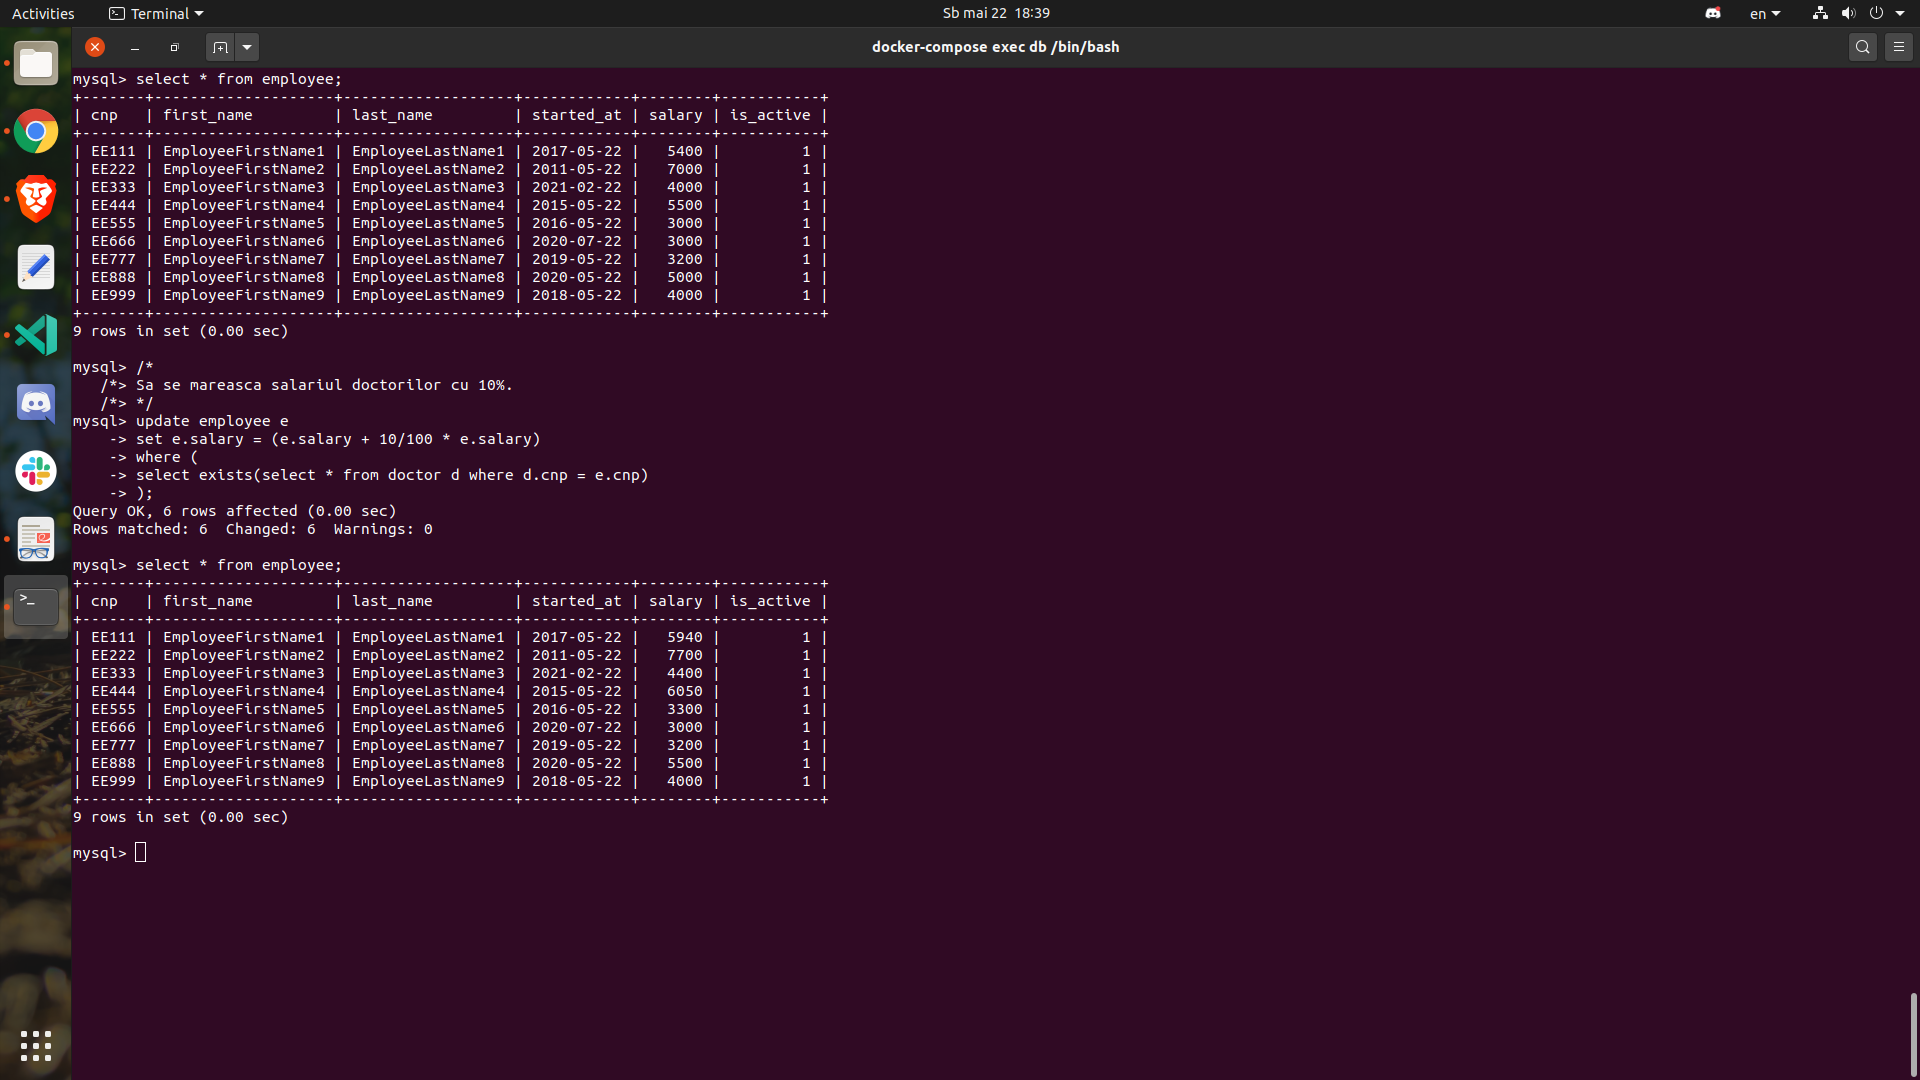 Activities Terminal Sb mai 22 18:39 en
docker-compose exec db /bin/bash
mysql> select * from employee;
+-------+--------------------+-------------------+------------+--------+-----------+
| cnp   | first_name         | last_name         | started_at | salary | is_active |
+-------+--------------------+-------------------+------------+--------+-----------+
| EE111 | EmployeeFirstName1 | EmployeeLastName1 | 2017-05-22 |   5400 |         1 |
| EE222 | EmployeeFirstName2 | EmployeeLastName2 | 2011-05-22 |   7000 |         1 |
| EE333 | EmployeeFirstName3 | EmployeeLastName3 | 2021-02-22 |   4000 |         1 |
| EE444 | EmployeeFirstName4 | EmployeeLastName4 | 2015-05-22 |   5500 |         1 |
| EE555 | EmployeeFirstName5 | EmployeeLastName5 | 2016-05-22 |   3000 |         1 |
| EE666 | EmployeeFirstName6 | EmployeeLastName6 | 2020-07-22 |   3000 |         1 |
| EE777 | EmployeeFirstName7 | EmployeeLastName7 | 2019-05-22 |   3200 |         1 |
| EE888 | EmployeeFirstName8 | EmployeeLastName8 | 2020-05-22 |   5000 |         1 |
| EE999 | EmployeeFirstName9 | EmployeeLastName9 | 2018-05-22 |   4000 |         1 |
+-------+--------------------+-------------------+------------+--------+-----------+
9 rows in set (0.00 sec)

mysql> /*
   /*> Sa se mareasca salariul doctorilor cu 10%.
   /*> */
mysql> update employee e
    -> set e.salary = (e.salary + 10/100 * e.salary)
    -> where (
    -> select exists(select * from doctor d where d.cnp = e.cnp)
    -> );
Query OK, 6 rows affected (0.00 sec)
Rows matched: 6  Changed: 6  Warnings: 0

mysql> select * from employee;
+-------+--------------------+-------------------+------------+--------+-----------+
| cnp   | first_name         | last_name         | started_at | salary | is_active |
+-------+--------------------+-------------------+------------+--------+-----------+
| EE111 | EmployeeFirstName1 | EmployeeLastName1 | 2017-05-22 |   5940 |         1 |
| EE222 | EmployeeFirstName2 | EmployeeLastName2 | 2011-05-22 |   7700 |         1 |
| EE333 | EmployeeFirstName3 | EmployeeLastName3 | 2021-02-22 |   4400 |         1 |
| EE444 | EmployeeFirstName4 | EmployeeLastName4 | 2015-05-22 |   6050 |         1 |
| EE555 | EmployeeFirstName5 | EmployeeLastName5 | 2016-05-22 |   3300 |         1 |
| EE666 | EmployeeFirstName6 | EmployeeLastName6 | 2020-07-22 |   3000 |         1 |
| EE777 | EmployeeFirstName7 | EmployeeLastName7 | 2019-05-22 |   3200 |         1 |
| EE888 | EmployeeFirstName8 | EmployeeLastName8 | 2020-05-22 |   5500 |         1 |
| EE999 | EmployeeFirstName9 | EmployeeLastName9 | 2018-05-22 |   4000 |         1 |
+-------+--------------------+-------------------+------------+--------+-----------+
9 rows in set (0.00 sec)

mysql>